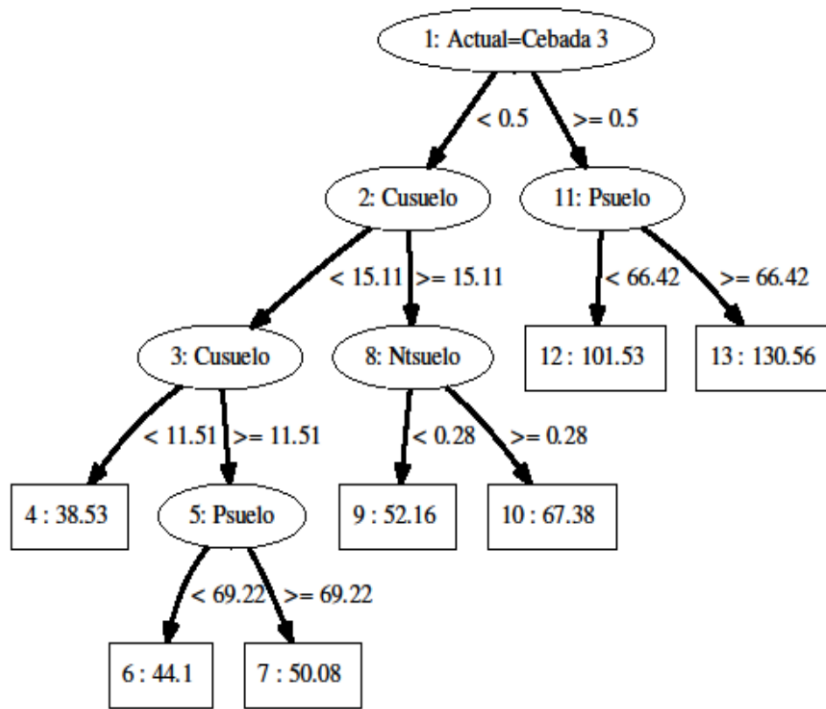 1: Actual=Cebada 3
< 0.5
>= 0.5
2: Cusuelo
11: Psuelo
< 15.11
>= 15.11
< 66.42
>= 66.42
3: Cusuelo
8: Ntsuelo
12 : 101.53
13 : 130.56
< 11.51
>= 11.51
< 0.28
>= 0.28
4 : 38.53
5: Psuelo
9 : 52.16
10 : 67.38
< 69.22
>= 69.22
6 : 44.1
7 : 50.08